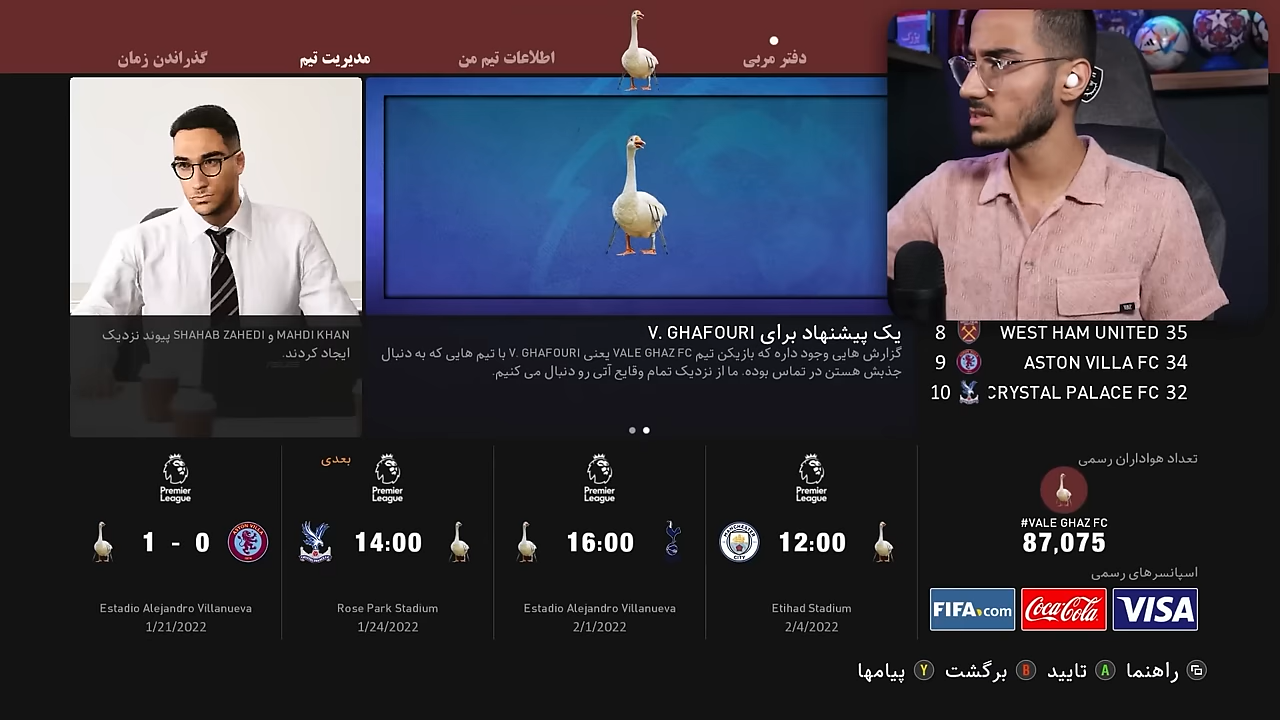 دفتر مربی
اطلاعات تیم من
مدیریت تیم
گذراندن زمان
MAHDI KHAN و SHAHAB ZAHEDI پیوند نزدیک
ایجاد کردند.
یک پیشنهاد برای V. GHAFOURI
گزارش هایی وجود داره که بازیکن تیم VALE GHAZ FC یعنی V. GHAFOURI با تیم هایی که به دنبال
جذبش هستن در تماس بوده. ما از نزدیک تمام وقایع آتی رو دنبال می کنیم.
8 WEST HAM UNITED 35
9 ASTON VILLA FC 34
10 CRYSTAL PALACE FC 32
Premier
League
1 - 0
ASTON VILLA
Estadio Alejandro Villanueva
1/21/2022
بعدی
Premier
League
14:00
Rose Park Stadium
1/24/2022
Premier
League
16:00
Estadio Alejandro Villanueva
2/1/2022
Premier
League
MANCHESTER
CITY
12:00
Etihad Stadium
2/4/2022
تعداد هواداران رسمی
#VALE GHAZ FC
87,075
اسپانسرهای رسمی
FIFA.com
Coca-Cola
VISA
راهنما A تایید B برگشت Y پیامها